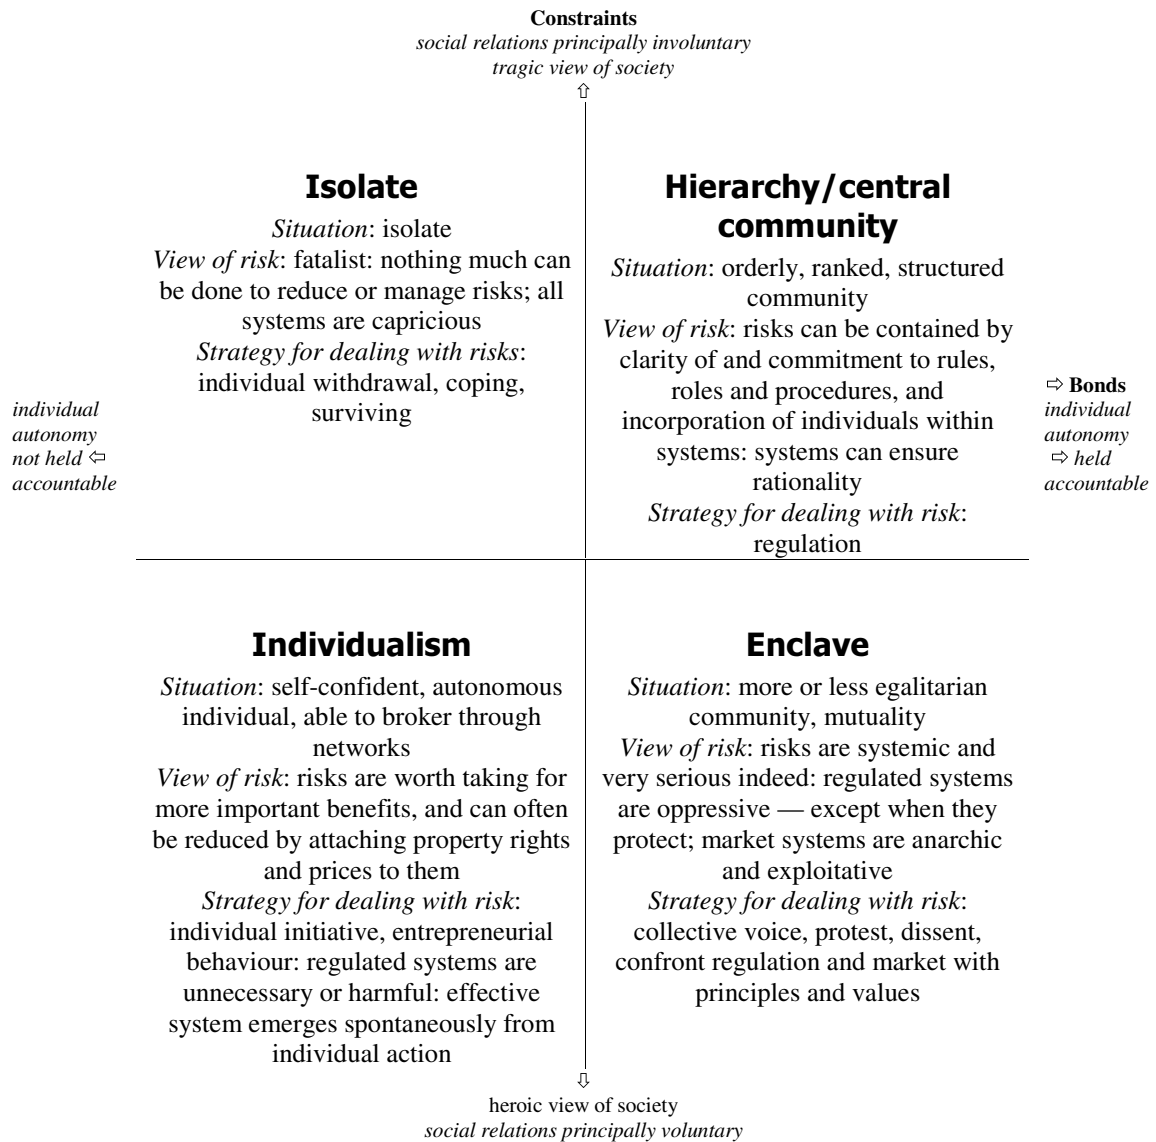 Constraints
social relations principally involuntary
tragic view of society
⇧
Isolate
Situation: isolate
View of risk: fatalist: nothing much can
be done to reduce or manage risks; all
systems are capricious
Strategy for dealing with risks:
individual withdrawal, coping,
surviving
Hierarchy/central
community
Situation: orderly, ranked, structured
community
View of risk: risks can be contained by
clarity of and commitment to rules,
roles and procedures, and
incorporation of individuals within
systems: systems can ensure
rationality
Strategy for dealing with risk:
regulation
individual
autonomy
not held ⇦
accountable
⇨ Bonds
individual
autonomy
⇨ held
accountable
Individualism
Situation: self-confident, autonomous
individual, able to broker through
networks
View of risk: risks are worth taking for
more important benefits, and can often
be reduced by attaching property rights
and prices to them
Strategy for dealing with risk:
individual initiative, entrepreneurial
behaviour: regulated systems are
unnecessary or harmful: effective
system emerges spontaneously from
individual action
Enclave
Situation: more or less egalitarian
community, mutuality
View of risk: risks are systemic and
very serious indeed: regulated systems
are oppressive — except when they
protect; market systems are anarchic
and exploitative
Strategy for dealing with risk:
collective voice, protest, dissent,
confront regulation and market with
principles and values
⇩
heroic view of society
social relations principally voluntary